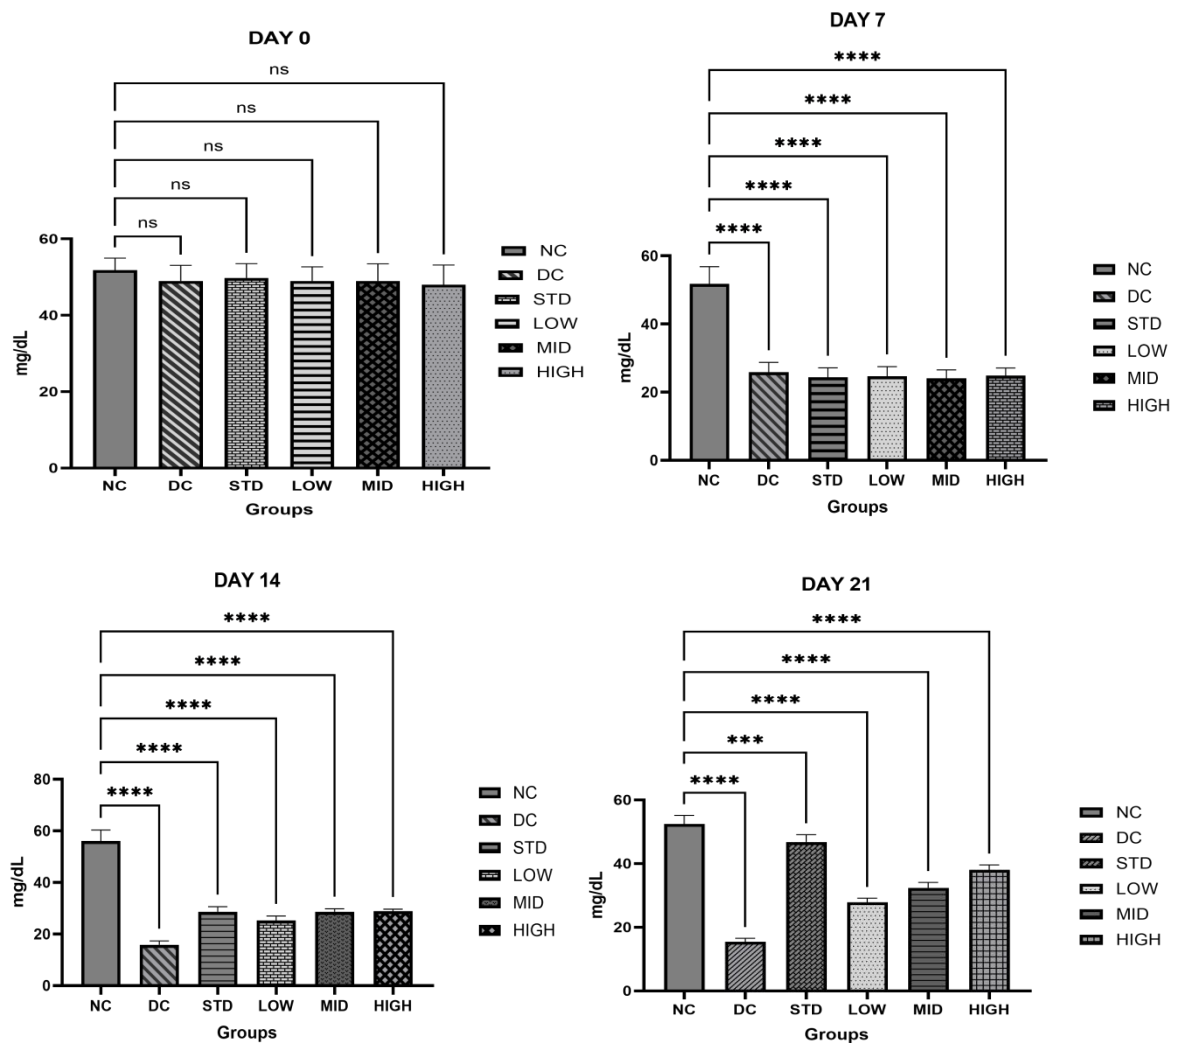 DAY 0
ns
ns
ns
ns
ns
60
40
20
0
mg/dL
NC DC STD LOW MID HIGH
Groups
NC
DC
STD
LOW
MID
HIGH
DAY 7
****
****
****
****
****
60
40
20
0
mg/dL
NC DC STD LOW MID HIGH
Groups
NC
DC
STD
LOW
MID
HIGH
DAY 14
****
****
****
****
****
80
60
40
20
0
mg/dL
NC DC STD LOW MID HIGH
Groups
NC
DC
STD
LOW
MID
HIGH
DAY 21
****
****
****
***
****
60
40
20
0
mg/dL
NC DC STD LOW MID HIGH
Groups
NC
DC
STD
LOW
MID
HIGH